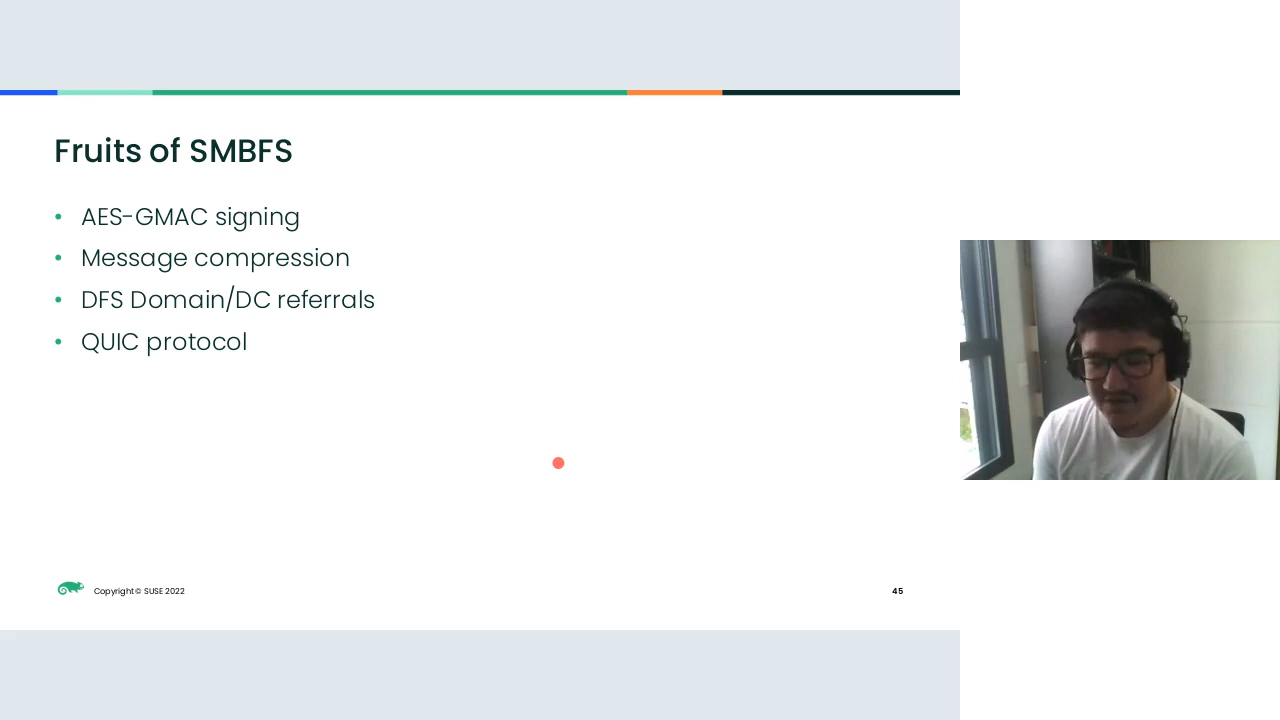 Fruits of SMBFS
• AES-GMAC signing
• Message compression
• DFS Domain/DC referrals
• QUIC protocol
Copyright © SUSE 2022
45